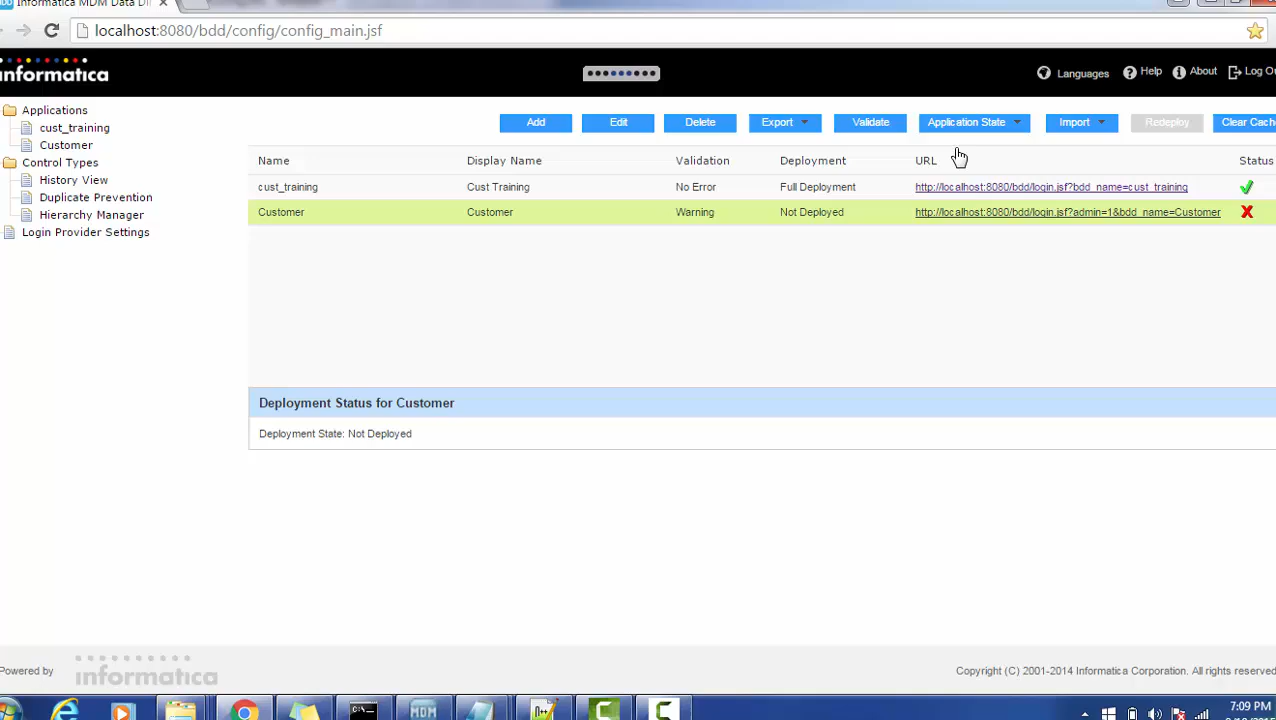 Informatica MDM Data Di
localhost:8080/bdd/config/config_main.jsf
informatica
Languages
Help
About
Log Ou
Applications
cust_training
Customer
Control Types
History View
Duplicate Prevention
Hierarchy Manager
Login Provider Settings
Add
Edit
Delete
Export
Validate
Application State
Import
Redeploy
Clear Cache
Name Display Name Validation Deployment URL Status
cust_training Cust Training No Error Full Deployment http://localhost:8080/bdd/login.jsf?bdd_name=cust_training
Customer Customer Warning Not Deployed http://localhost:8080/bdd/login.jsf?admin=1&bdd_name=Customer
Deployment Status for Customer
Deployment State: Not Deployed
Powered by informatica
Copyright (C) 2001-2014 Informatica Corporation. All rights reserved
C:\
MDM
7:09 PM